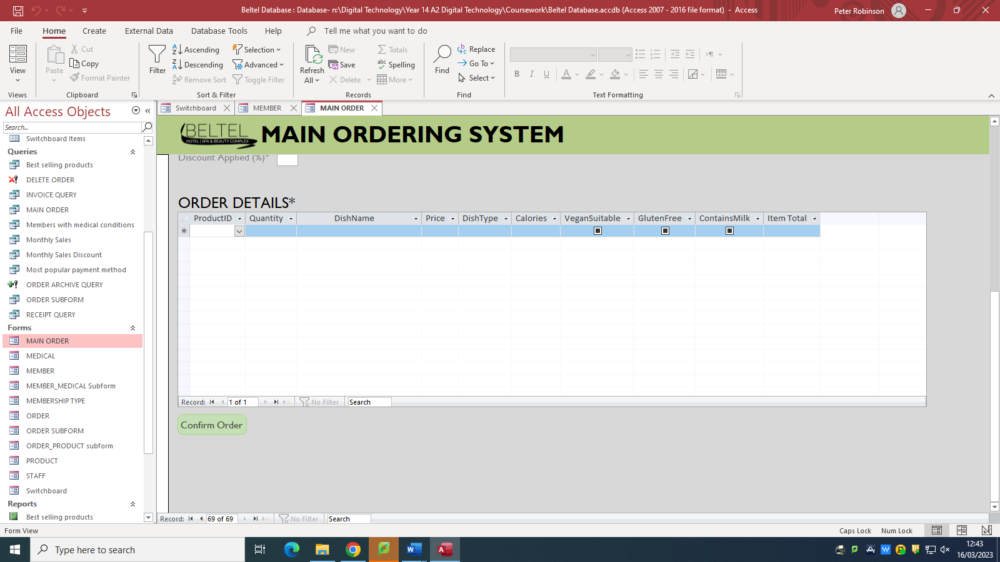 Beltel Database : Database- n:\Digital Technology\Year 14 A2 Digital Technology\Coursework\Beltel Database.accdb (Access 2007 - 2016 file format) - Access
Peter Robinson
File Home Create External Data Database Tools Help Tell me what you want to do
View
Views
Paste
Cut
Copy
Format Painter
Clipboard
Filter
Ascending
Descending
Remove Sort
Selection
Advanced
Toggle Filter
Sort & Filter
Refresh All
New
Save
Delete
Totals
Spelling
More
Records
Find
Replace
Go To
Select
Find
B I U
Text Formatting
All Access Objects
Search...
Switchboard Items
Queries
Best selling products
DELETE ORDER
INVOICE QUERY
MAIN ORDER
Members with medical conditions
Monthly Sales
Monthly Sales Discount
Most popular payment method
ORDER ARCHIVE QUERY
ORDER SUBFORM
RECEIPT QUERY
Forms
MAIN ORDER
MEDICAL
MEMBER
MEMBER_MEDICAL Subform
MEMBERSHIP TYPE
ORDER
ORDER SUBFORM
ORDER_PRODUCT subform
PRODUCT
STAFF
Switchboard
Reports
Best selling products
Switchboard MEMBER MAIN ORDER
BELTEL
HOTEL | SPA & BEAUTY COMPLEX
MAIN ORDERING SYSTEM
Discount Applied (%)*
ORDER DETAILS*
ProductID Quantity DishName Price DishType Calories VeganSuitable GlutenFree ContainsMilk Item Total
Record: 1 of 1 No Filter Search
Confirm Order
Record: 69 of 69 No Filter Search
Form View
Caps Lock Num Lock
Type here to search
12:43
16/03/2023